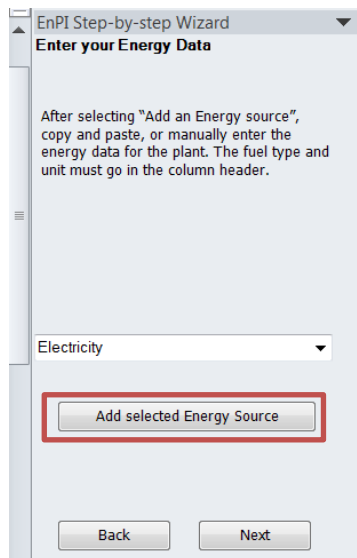 EnPI Step-by-step Wizard
Enter your Energy Data
After selecting "Add an Energy source",
copy and paste, or manually enter the
energy data for the plant. The fuel type and
unit must go in the column header.
Electricity
Add selected Energy Source
Back
Next